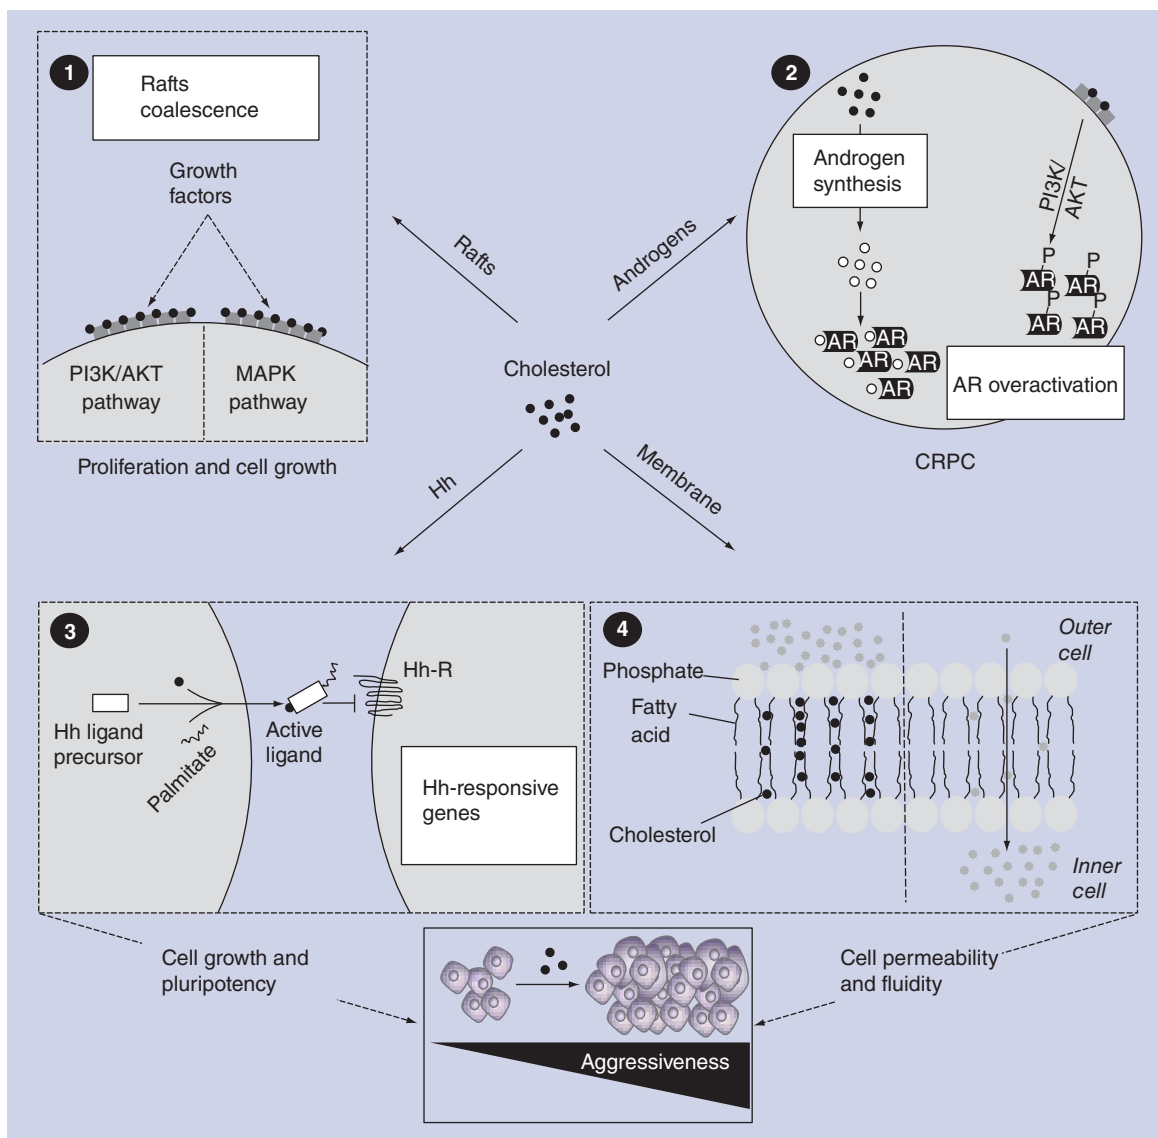 1
Rafts
coalescence
Growth
factors
PI3K/AKT
pathway
MAPK
pathway
Proliferation and cell growth
2
Androgen
synthesis
PI3K/
AKT
P
P
AR
AR
P
P
AR
AR
AR
AR
AR
AR
AR
AR overactivation
CRPC
Rafts
Androgens
Cholesterol
Hh
Membrane
3
Hh ligand
precursor
Palmitate
Active
ligand
Hh-R
Hh-responsive
genes
4
Outer
cell
Phosphate
Fatty
acid
Cholesterol
Inner
cell
Cell growth and
pluripotency
Cell permeability
and fluidity
Aggressiveness